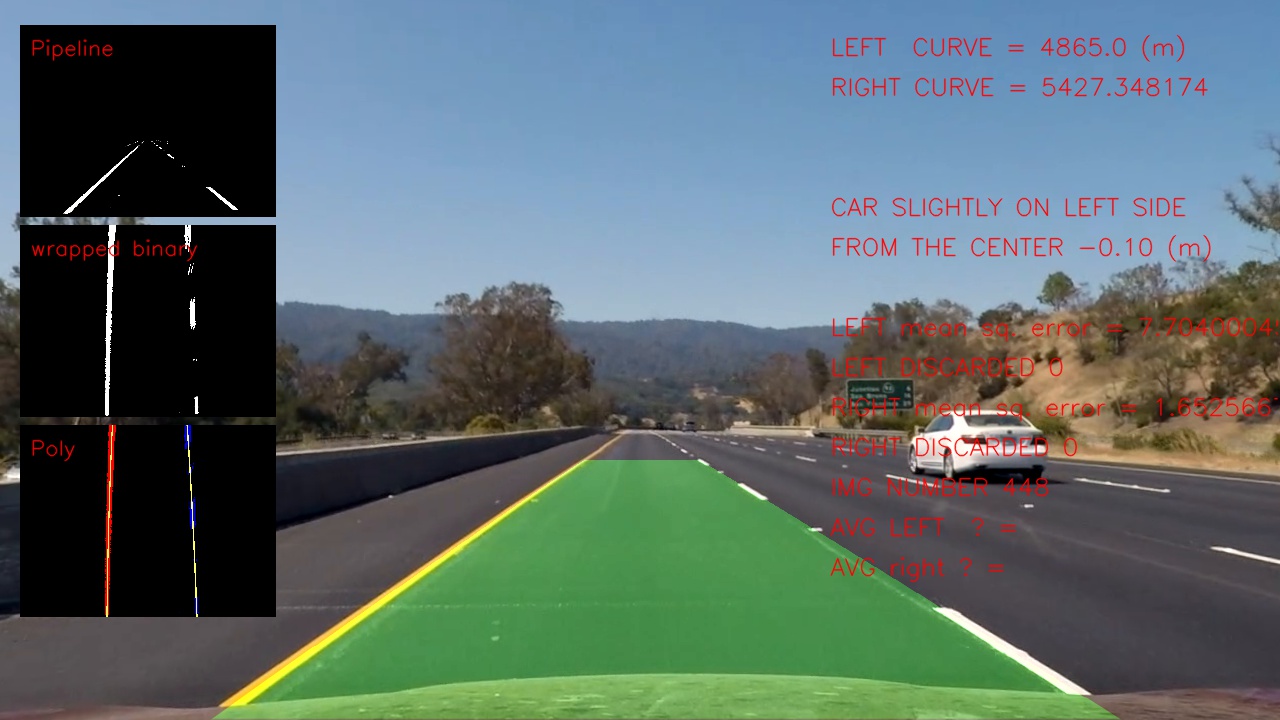 Pipeline
wrapped binary
Poly
LEFT  CURVE = 4865.0 (m)
RIGHT CURVE = 5427.348174
CAR SLIGHTLY ON LEFT SIDE
FROM THE CENTER -0.10 (m)
LEFT mean sq. error = 7.7040004
LEFT DISCARDED 0
RIGHT mean sq. error = 1.652566
RIGHT DISCARDED 0
IMG NUMBER 448
AVG LEFT  ? =
AVG right ? =
Junction